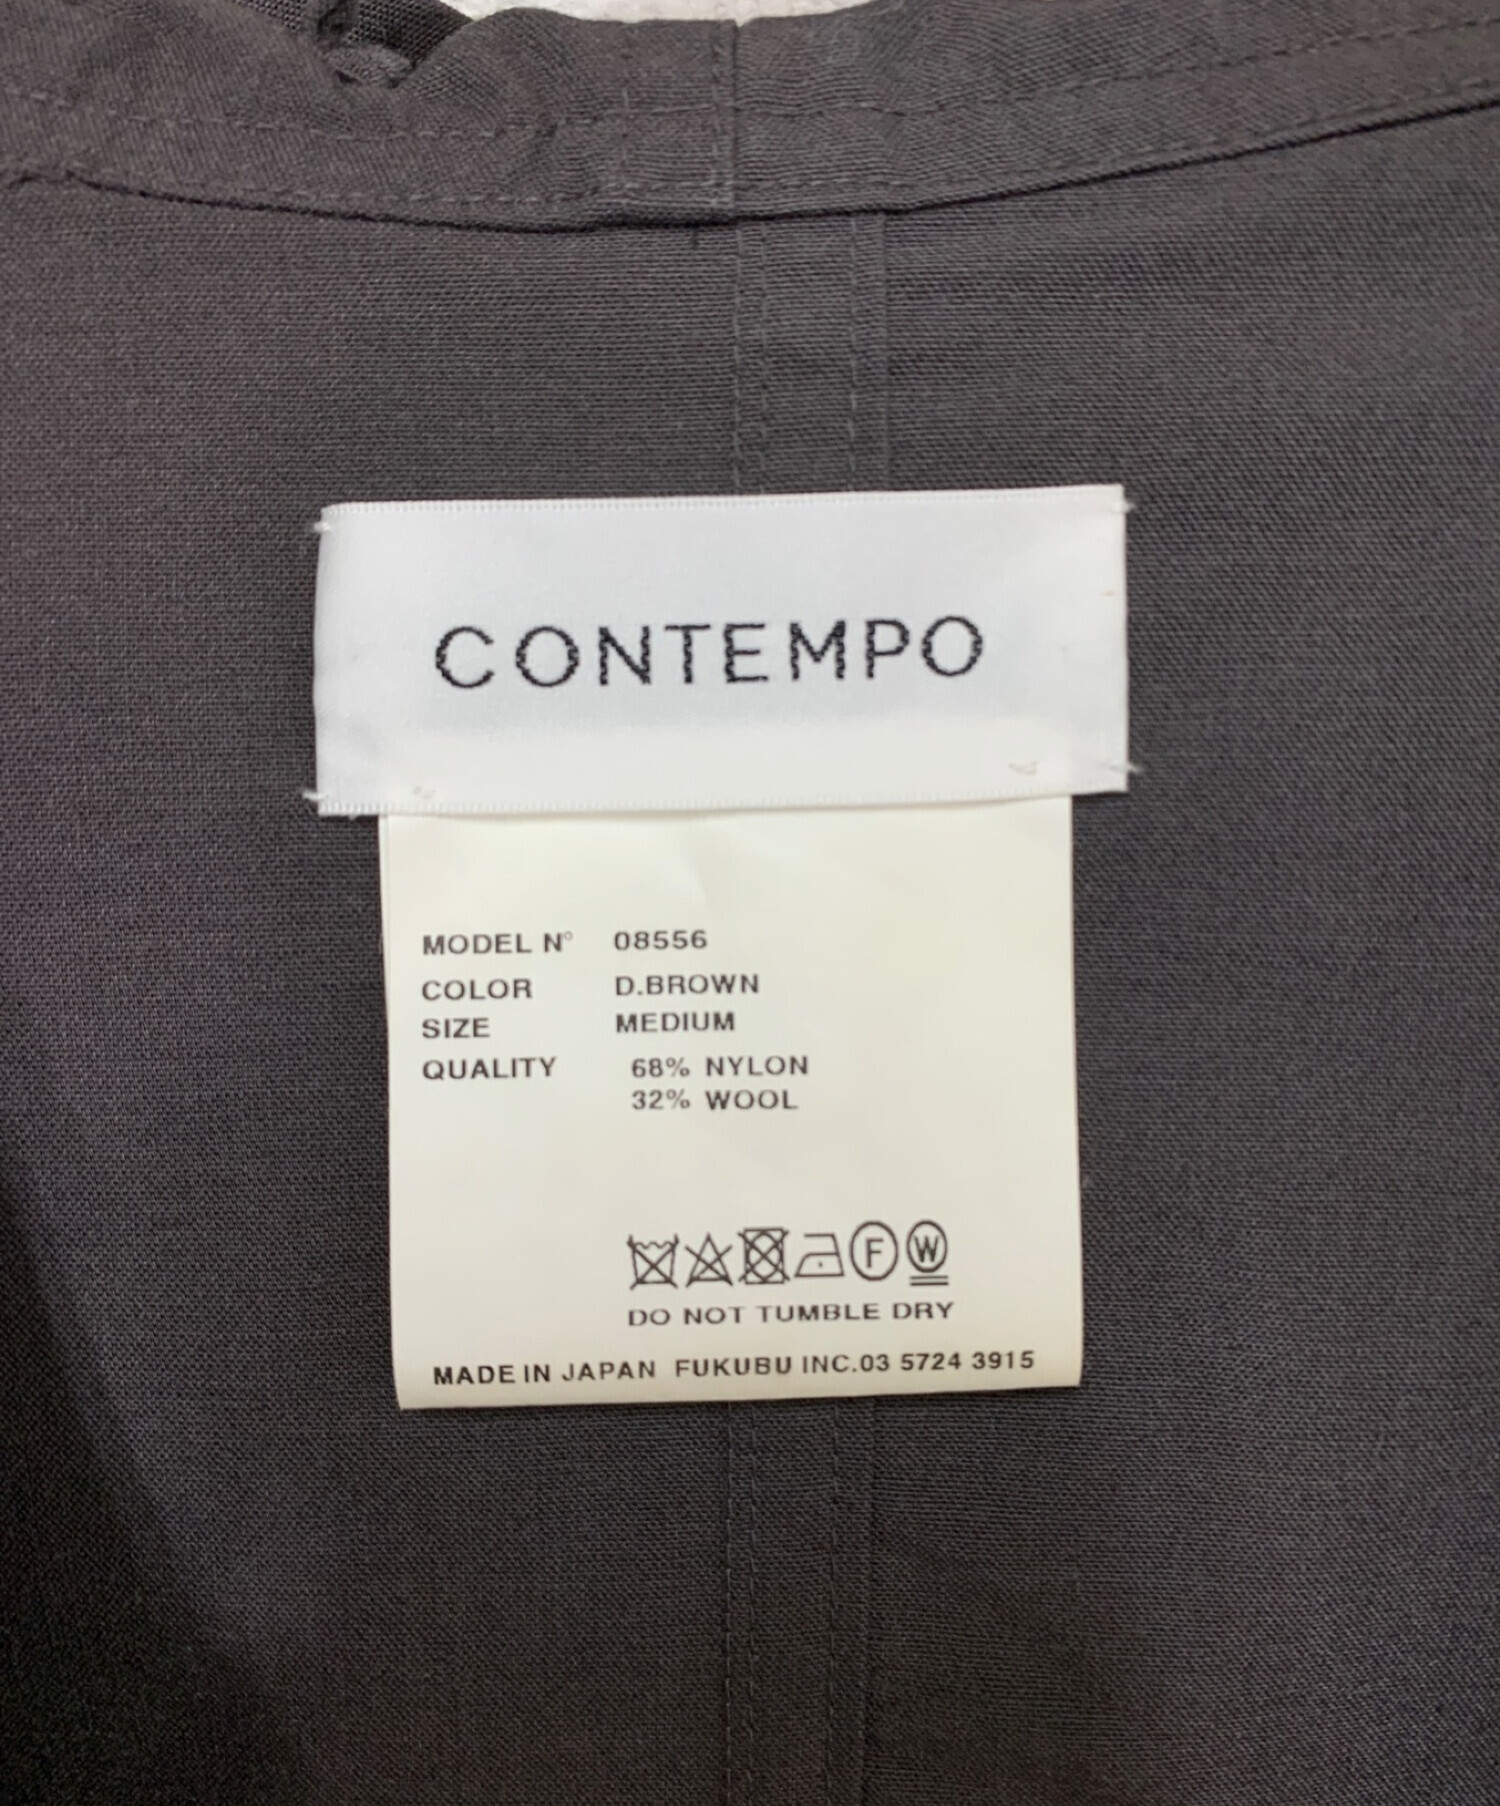 CONTEMPO
MODEL N° 08556
COLOR D.BROWN
SIZE MEDIUM
QUALITY 68% NYLON
32% WOOL
F W
DO NOT TUMBLE DRY
MADE IN JAPAN FUKUBU INC.03 5724 3915